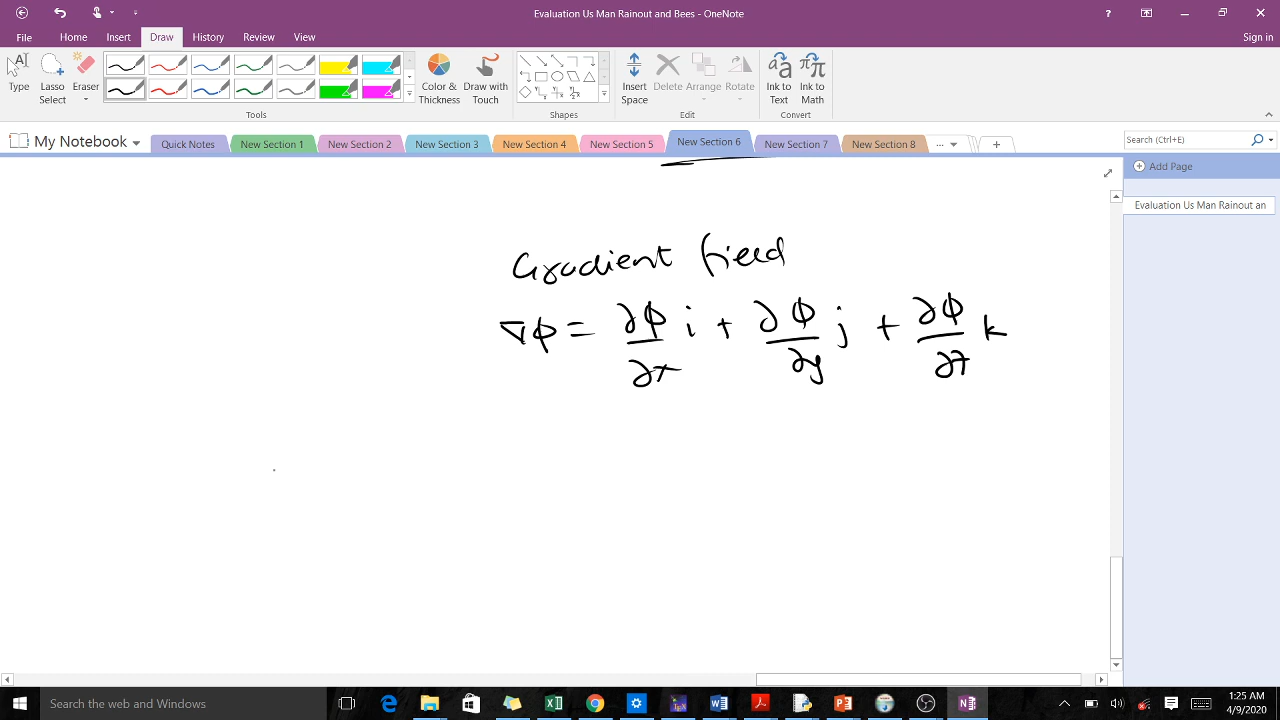 Evaluation Us Man Rainout and Bees - OneNote
File Home Insert Draw Review History View Sign in
Type Lasso Select Eraser Color & Thickness Draw with Touch Insert Space Delete Arrange Rotate Ink to Text Ink to Math
Tools Shapes Edit Convert
My Notebook Quick Notes New Section 1 New Section 2 New Section 3 New Section 4 New Section 5 New Section 6 New Section 7 New Section 8 ... + Search (Ctrl+E)
Add Page
Evaluation Us Man Rainout an
Gradient field
∇φ = ∂φ/∂x i + ∂φ/∂y j + ∂φ/∂z k
Search the web and Windows
1:25 AM
4/9/2020